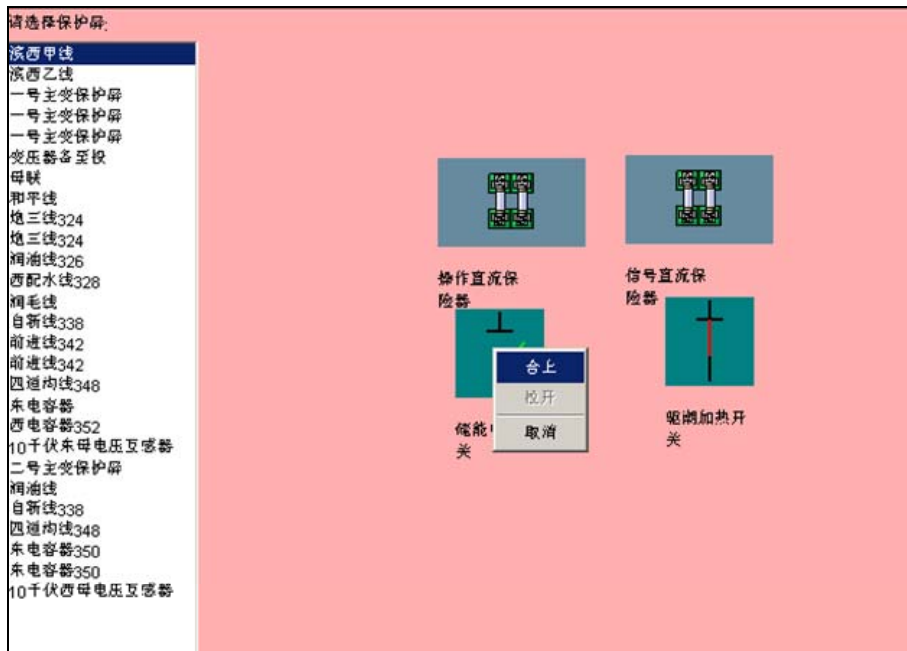 请选择保护屏:
滨西甲线
滨西乙线
一号主变保护屏
一号主变保护屏
一号主变保护屏
变压器备至投
母联
和平线
炮三线324
炮三线324
润油线326
西配水线328
润毛线
自新线338
前进线342
前进线342
四道沟线348
东电容器
西电容器352
10千伏东母电压互感器
二号主变保护屏
润油线
自新线338
四道沟线348
东电容器350
东电容器350
10千伏西母电压互感器
操作直流保
险器
信号直流保
险器
合上
拉开
取消
储能
关
驱潮加热开
关